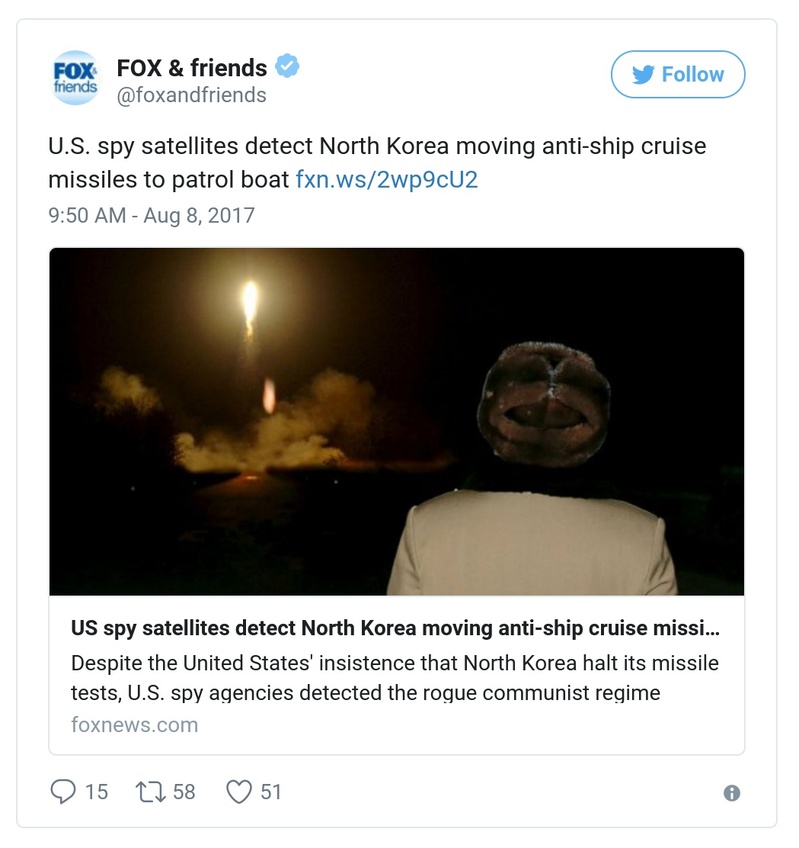 FOX&
friends
FOX & friends
@foxandfriends
Follow
U.S. spy satellites detect North Korea moving anti-ship cruise
missiles to patrol boat fxn.ws/2wp9cU2
9:50 AM - Aug 8, 2017
US spy satellites detect North Korea moving anti-ship cruise missi...
Despite the United States' insistence that North Korea halt its missile
tests, U.S. spy agencies detected the rogue communist regime
foxnews.com
15 58 51